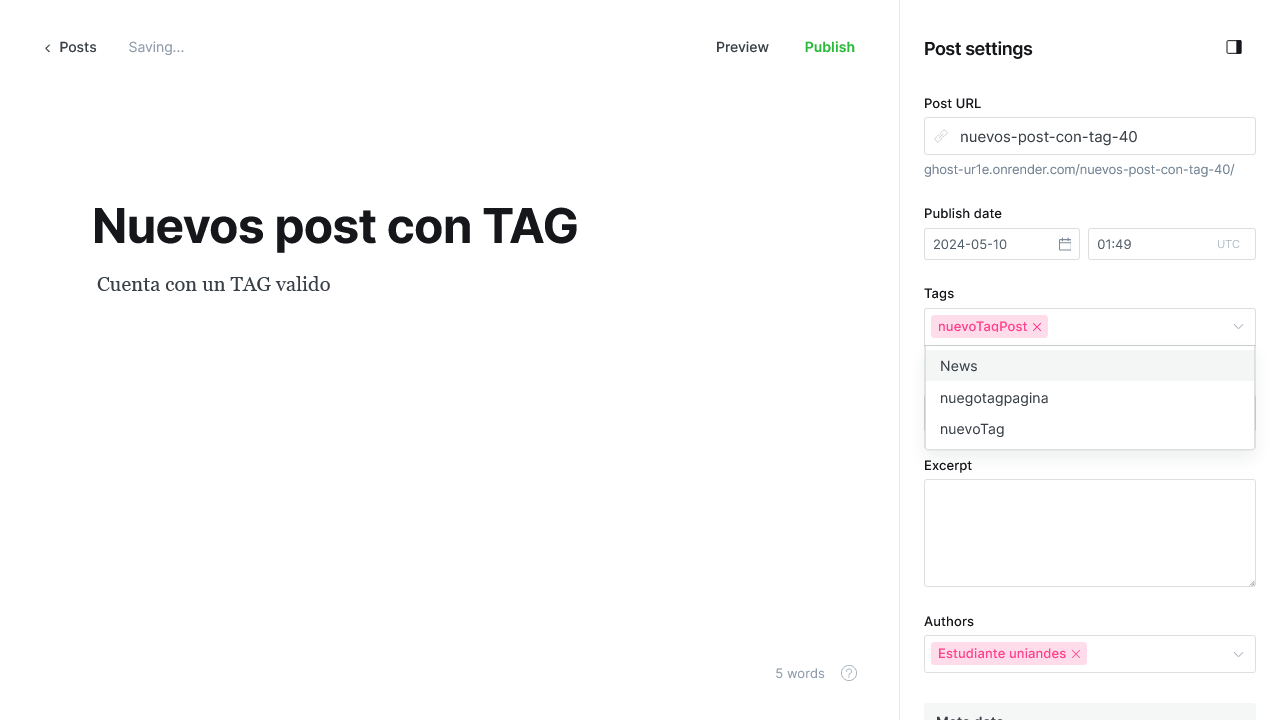 Posts
Saving...
Preview
Publish
Post settings
Post URL
nuevos-post-con-tag-40
ghost-ur1e.onrender.com/nuevos-post-con-tag-40/
Publish date
2024-05-10
01:49
UTC
Tags
nuevoTagPost
News
nuegotagpagina
nuevoTag
Excerpt
Authors
Estudiante uniandes
Meta data
Nuevos post con TAG
Cuenta con un TAG valido
5 words
?